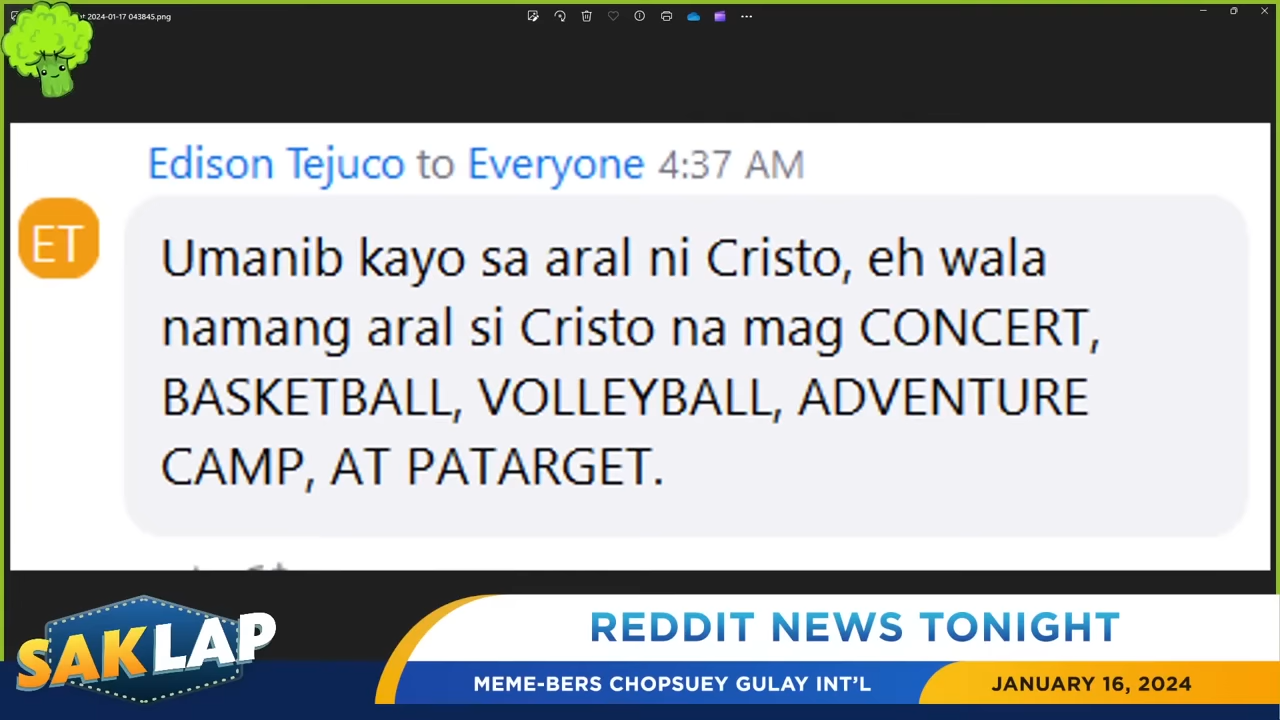 2024-01-17 043845.png
Edison Tejuco to Everyone 4:37 AM
ET
Umanib kayo sa aral ni Cristo, eh wala
namang aral si Cristo na mag CONCERT,
BASKETBALL, VOLLEYBALL, ADVENTURE
CAMP, AT PATARGET.
SAKLAP
REDDIT NEWS TONIGHT
MEME-BERS CHOPSUEY GULAY INT'L
JANUARY 16, 2024